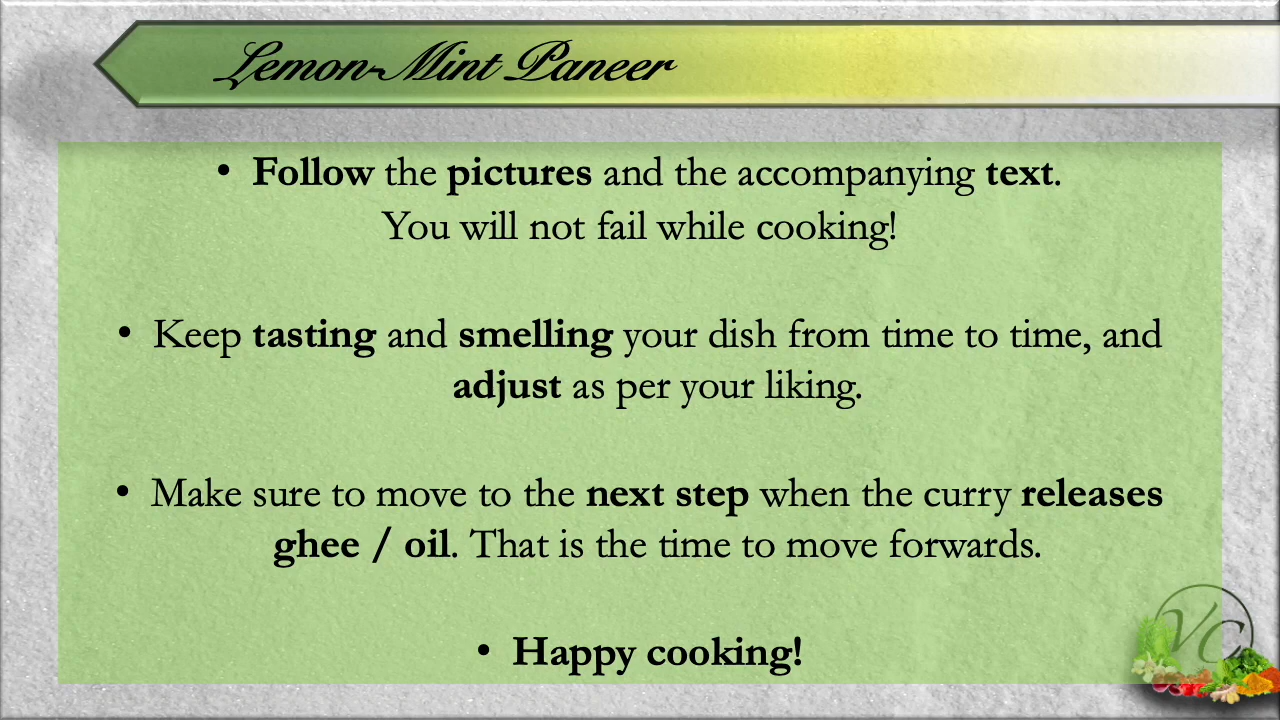 Lemon-Mint Paneer
• Follow the pictures and the accompanying text.
You will not fail while cooking!
• Keep tasting and smelling your dish from time to time, and
adjust as per your liking.
• Make sure to move to the next step when the curry releases
ghee / oil. That is the time to move forwards.
• Happy cooking!
VC